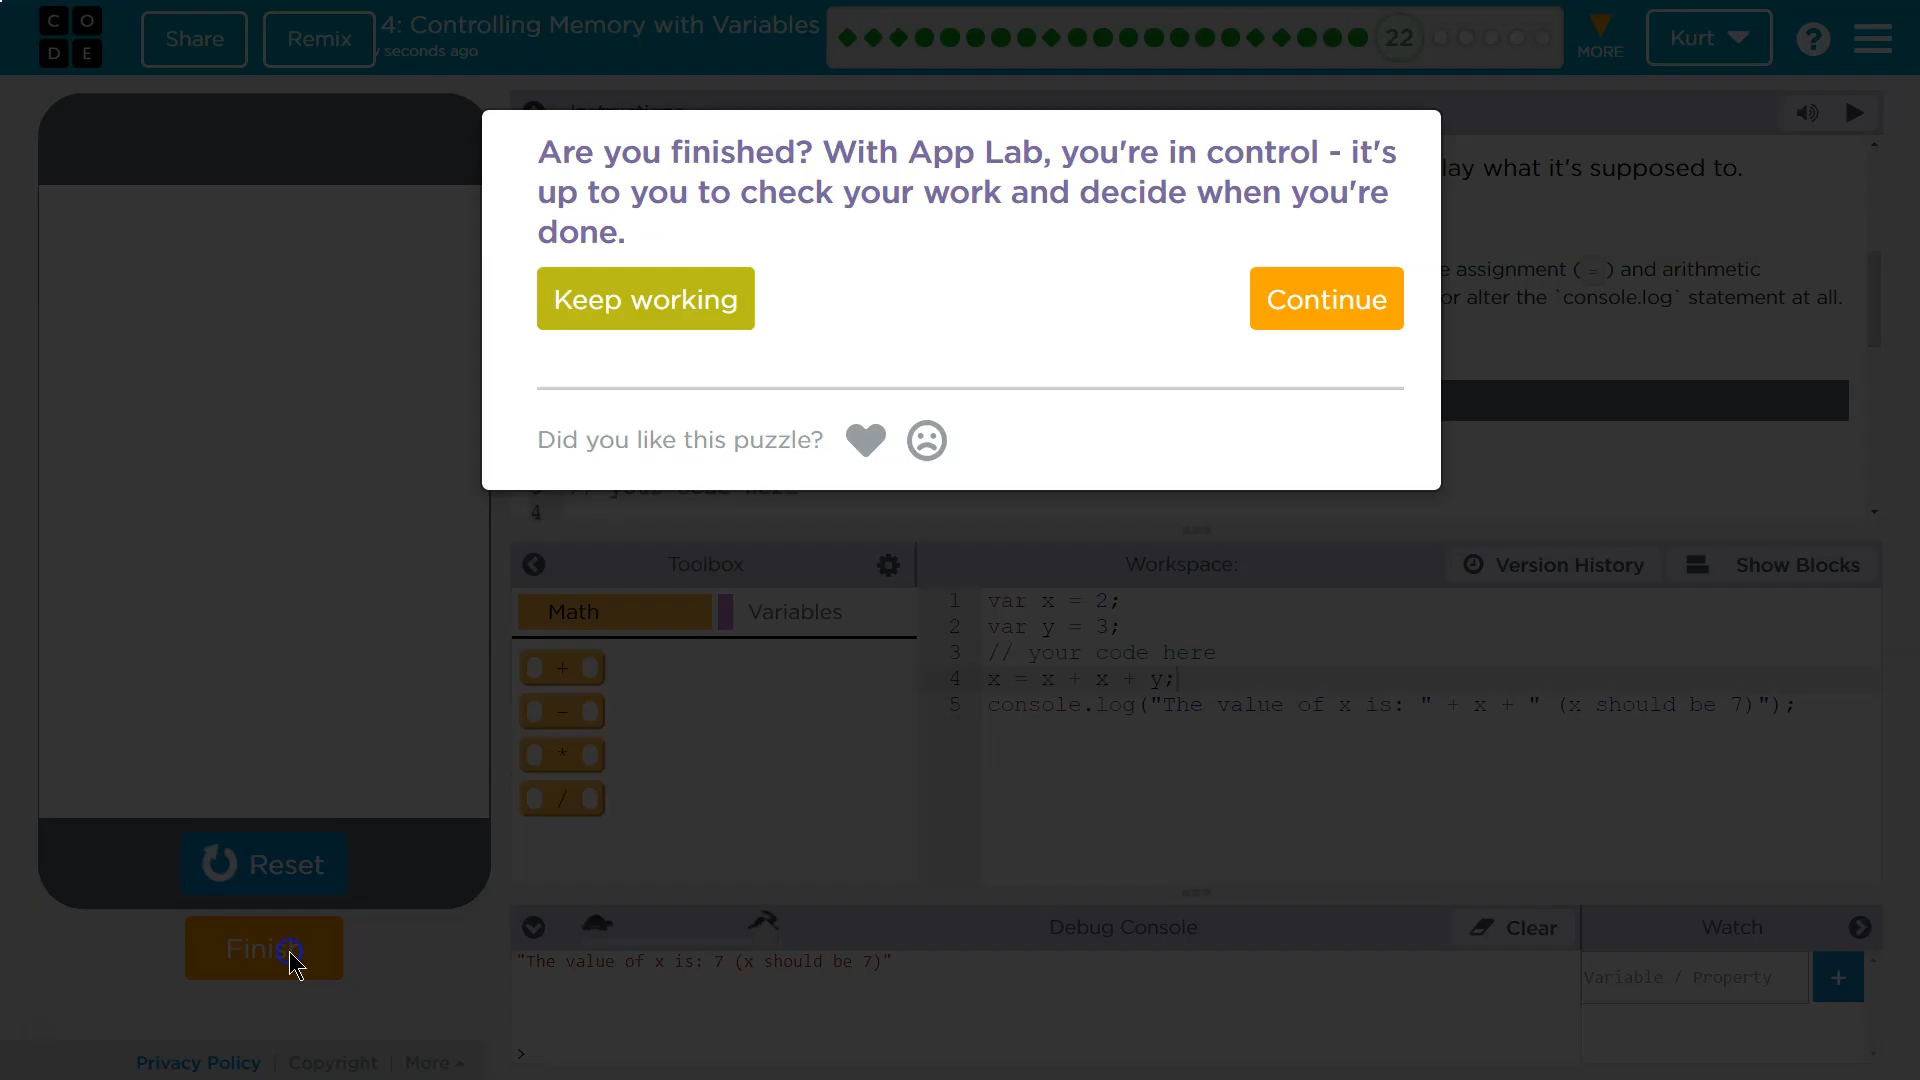 C O
D E
Share
Remix
4: Controlling Memory with Variables
seconds ago
22
MORE
Kurt
?
Are you finished? With App Lab, you're in control - it's
up to you to check your work and decide when you're
done.
Keep working
Continue
Did you like this puzzle?
lay what it's supposed to.
e assignment ( = ) and arithmetic
or alter the `console.log` statement at all.
4
Toolbox
Workspace:
Version History
Show Blocks
Math
Variables
+
-
*
/
1 var x = 2;
2 var y = 3;
3 // your code here
4 x = x + x + y;
5 console.log("The value of x is: " + x + " (x should be 7)");
Reset
Finish
Debug Console
Clear
Watch
"The value of x is: 7 (x should be 7)"
Variable / Property
+
>
Privacy Policy | Copyright | More